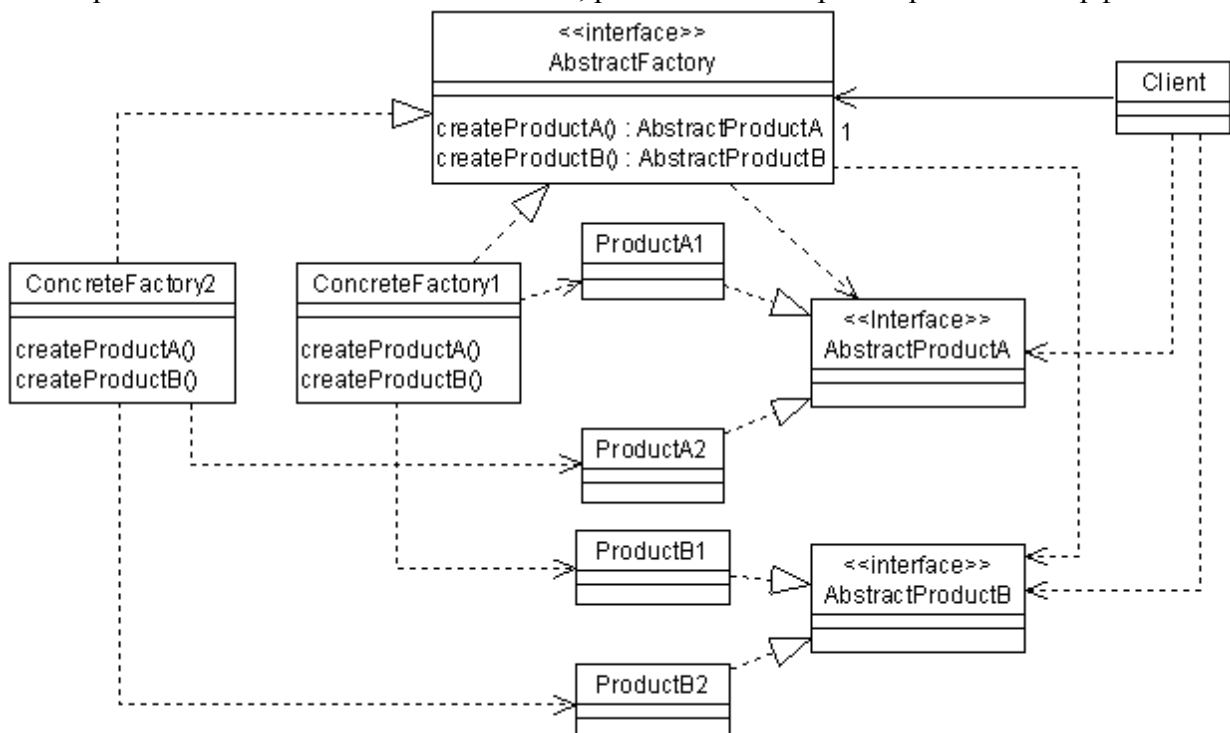 <<interface>>
AbstractFactory
createProductA() : AbstractProductA
createProductB() : AbstractProductB
Client
1
ProductA1
ConcreteFactory2
createProductA()
createProductB()
ConcreteFactory1
createProductA()
createProductB()
<<Interface>>
AbstractProductA
ProductA2
ProductB1
<<interface>>
AbstractProductB
ProductB2